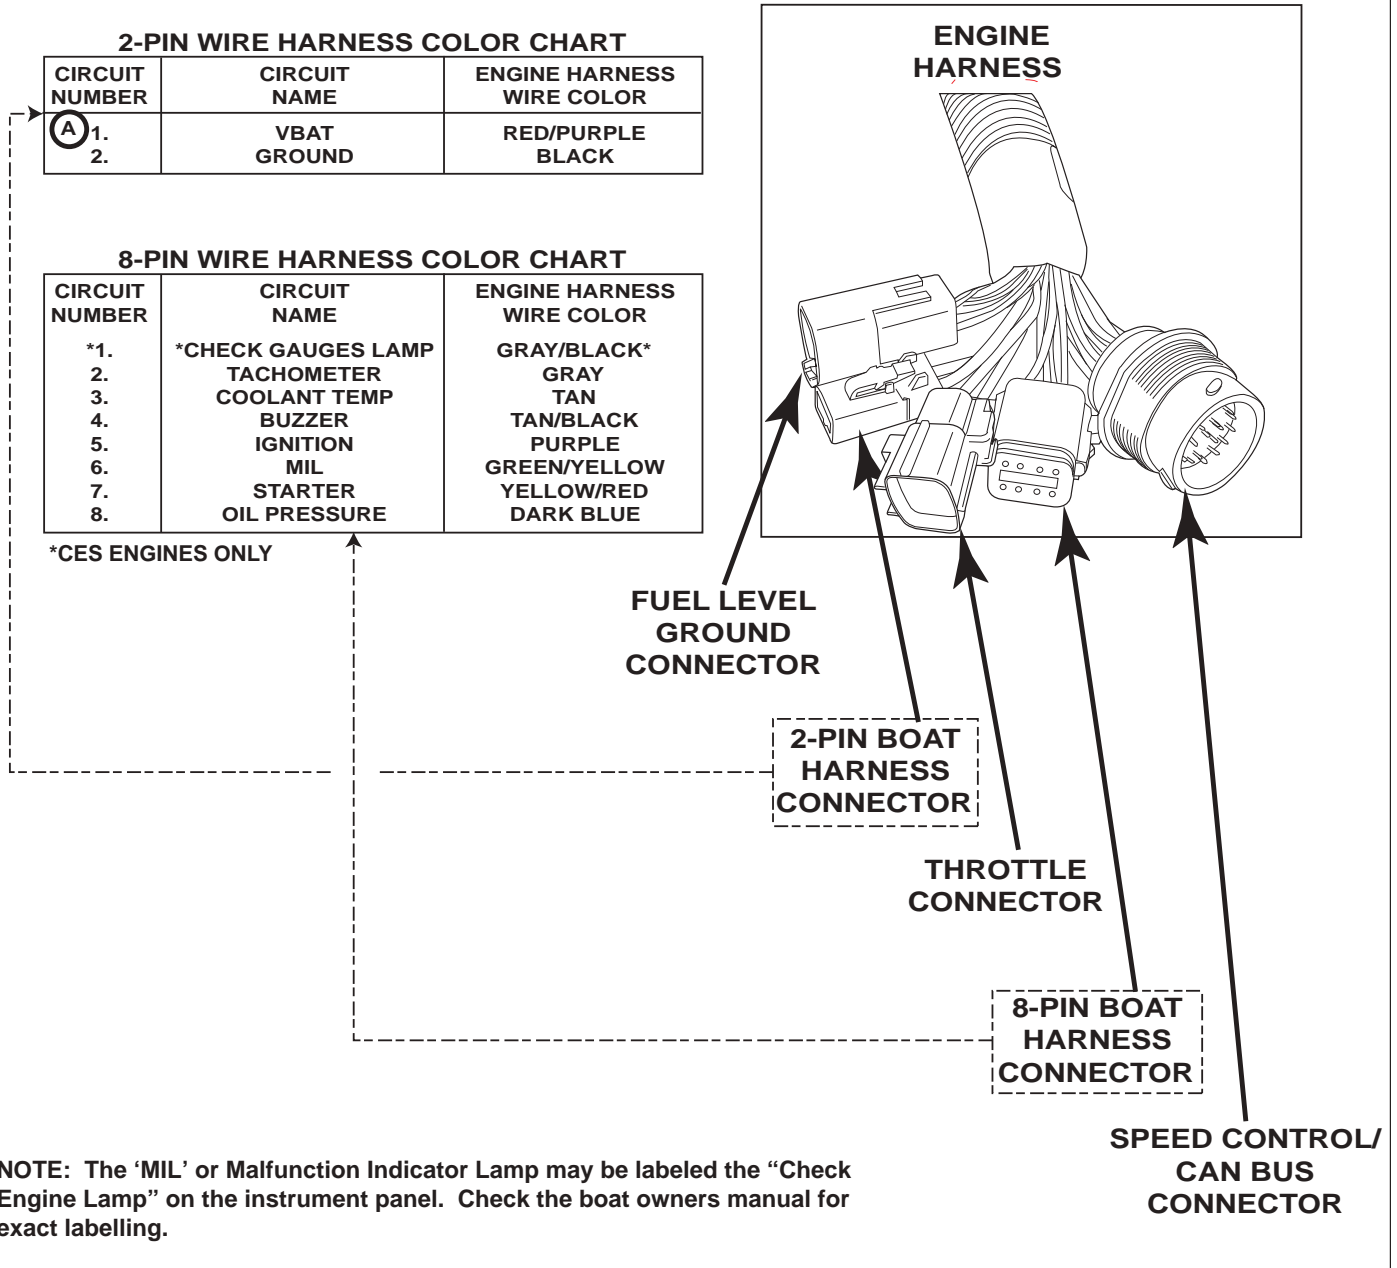 2-PIN WIRE HARNESS COLOR CHART
CIRCUIT NUMBER CIRCUIT NAME ENGINE HARNESS WIRE COLOR
A 1. VBAT RED/PURPLE
2. GROUND BLACK
8-PIN WIRE HARNESS COLOR CHART
CIRCUIT NUMBER CIRCUIT NAME ENGINE HARNESS WIRE COLOR
*1. *CHECK GAUGES LAMP GRAY/BLACK*
2. TACHOMETER GRAY
3. COOLANT TEMP TAN
4. BUZZER TAN/BLACK
5. IGNITION PURPLE
6. MIL GREEN/YELLOW
7. STARTER YELLOW/RED
8. OIL PRESSURE DARK BLUE
*CES ENGINES ONLY
ENGINE
HARNESS
FUEL LEVEL
GROUND
CONNECTOR
2-PIN BOAT
HARNESS
CONNECTOR
THROTTLE
CONNECTOR
8-PIN BOAT
HARNESS
CONNECTOR
SPEED CONTROL/
CAN BUS
CONNECTOR
NOTE: The ‘MIL’ or Malfunction Indicator Lamp may be labeled the “Check
Engine Lamp” on the instrument panel. Check the boat owners manual for
exact labelling.